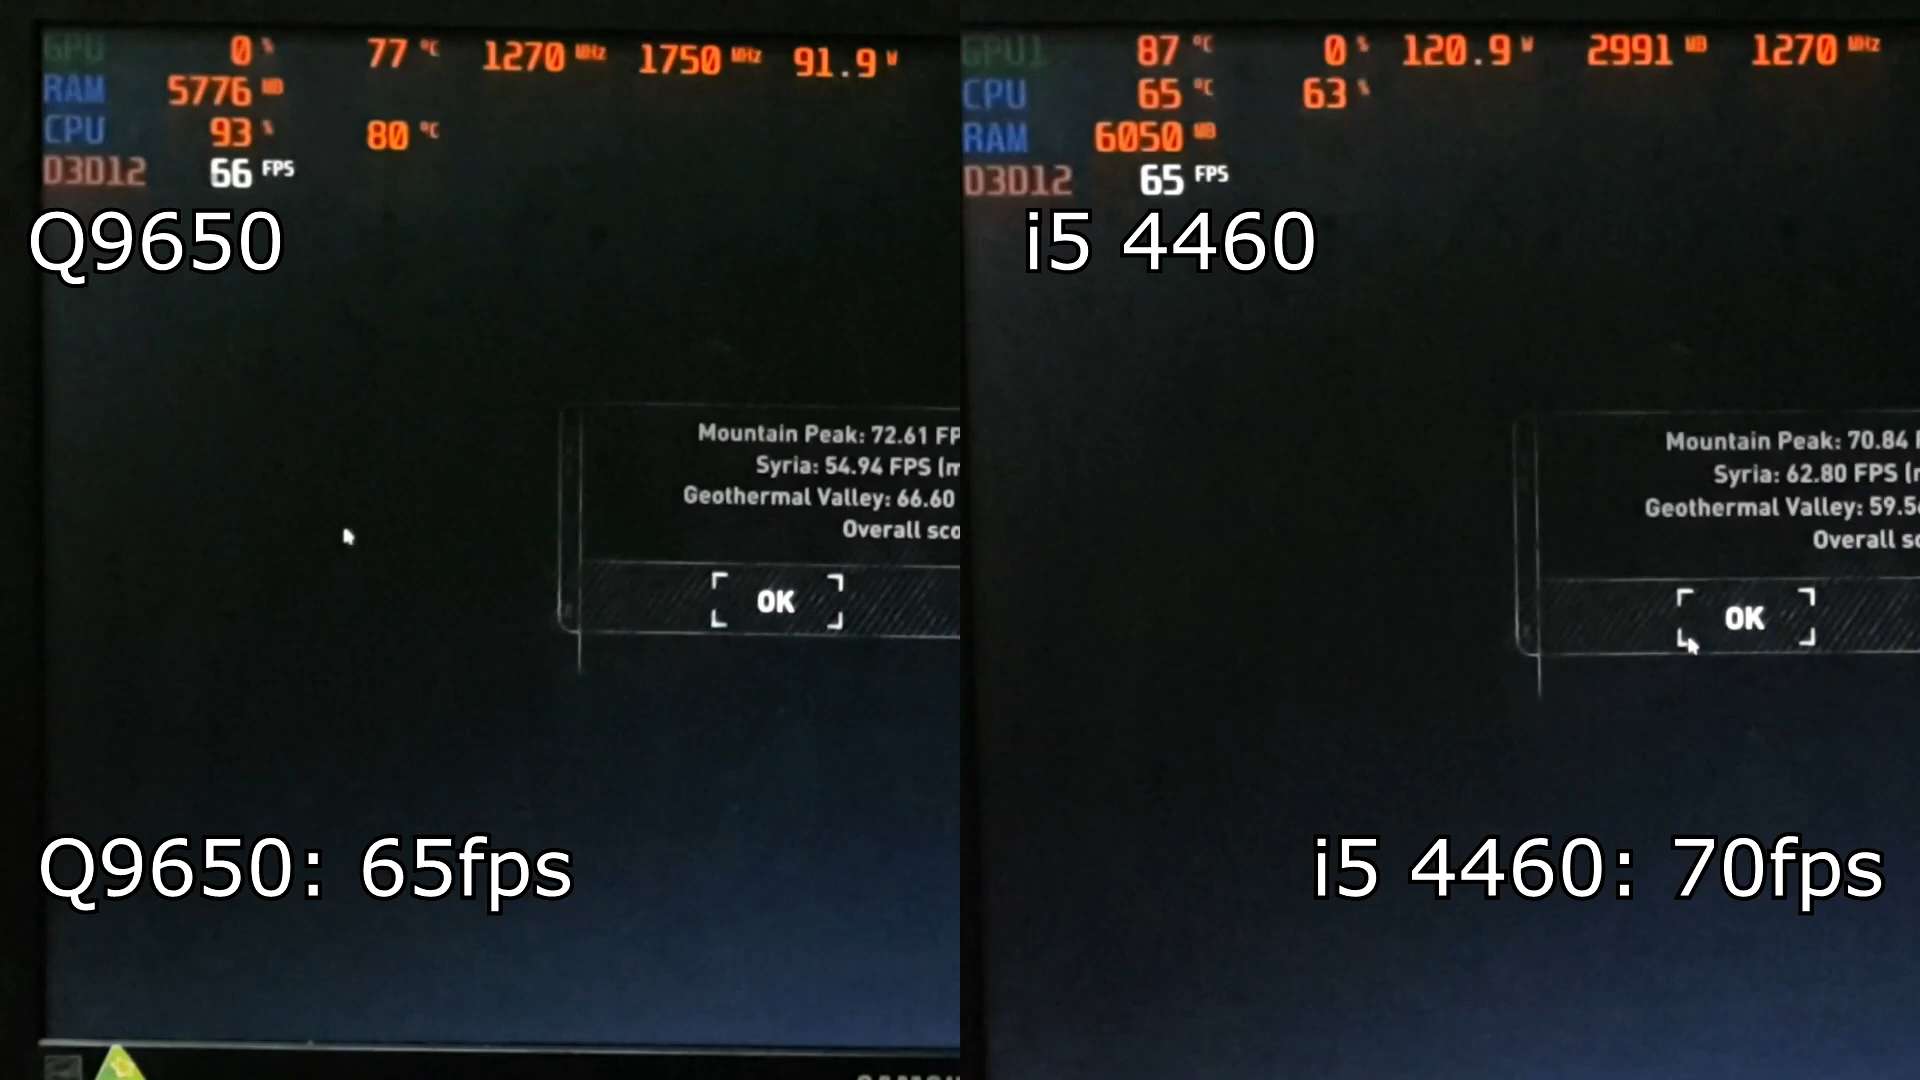 GPU 0 % 77 °C 1270 MHz 1750 MHz 91.9 W
RAM 5776 MB
CPU 93 % 80 °C
D3D12 66 FPS
Q9650
Mountain Peak: 72.61 FP
Syria: 54.94 FPS (m
Geothermal Valley: 66.60
Overall sco
OK
Q9650: 65fps
GPU1 87 °C 0 % 120.9 W 2991 MB 1270 MHz
CPU 65 °C 63 %
RAM 6050 MB
D3D12 65 FPS
i5 4460
Mountain Peak: 70.84 F
Syria: 62.80 FPS (
Geothermal Valley: 59.5
Overall sc
OK
i5 4460: 70fps